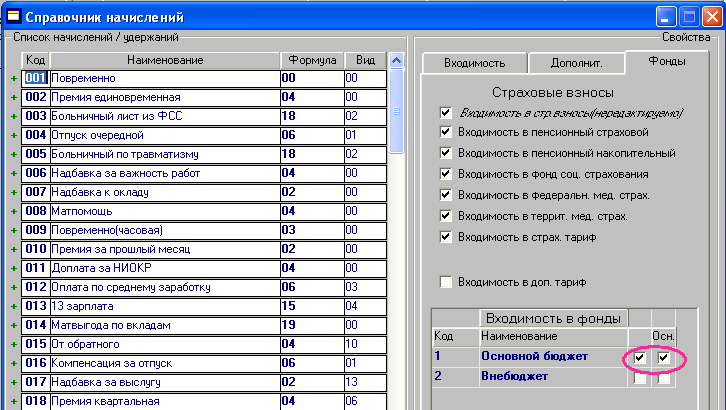 Справочник начислений
Список начислений / удержаний
Код Наименование Формула Вид
001 Повременно 00 00
002 Премия единовременная 04 00
003 Больничный лист из ФСС 18 02
004 Отпуск очередной 06 01
005 Больничный по травматизму 18 02
006 Надбавка за важность работ 04 00
007 Надбавка к окладу 02 00
008 Матпомощь 04 00
009 Повременно(часовая) 03 00
010 Премия за прошлый месяц 02 00
011 Доплата за НИОКР 04 00
012 Оплата по среднему заработку 06 03
013 13 зарплата 15 04
014 Матвыгода по вкладам 19 00
015 От обратного 04 10
016 Компенсация за отпуск 06 01
017 Надбавка за выслугу 02 13
018 Премия квартальная 04 06
Свойства
Входимость Дополнит. Фонды
Страховые взносы
Входимость в стр.взносы(нередактируемо)
Входимость в пенсионный страховой
Входимость в пенсионный накопительный
Входимость в Фонд соц. страхования
Входимость в Федеральн. мед. страх.
Входимость в террит. мед. страх.
Входимость в страх. тариф
Входимость в доп. тариф
Входимость в фонды
Код Наименование Осн.
1 Основной бюджет
2 Внебюджет